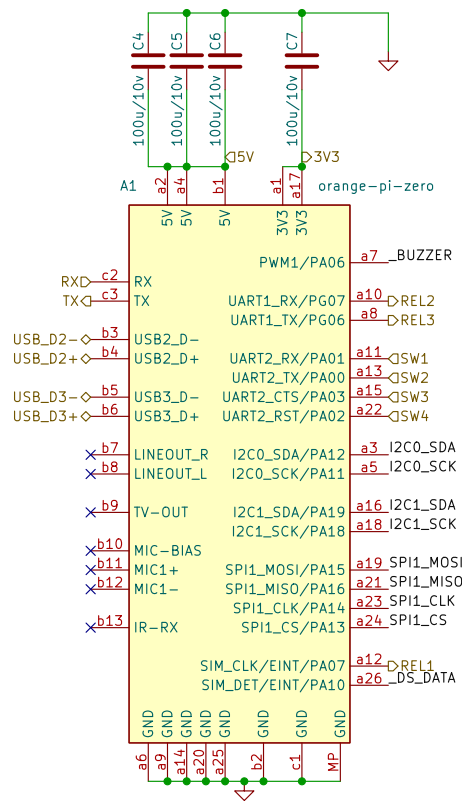 C4 C5 C6 C7
100u/10v 100u/10v 100u/10v 100u/10v
5V 3V3
a2 a4 b1 a1 a17
A1 orange-pi-zero
5V 5V 5V 3V3 3V3
PWM1/PA06 a7 _BUZZER
RX c2 RX
TX c3 TX
UART1_RX/PG07 a10 REL2
UART1_TX/PG06 a8 REL3
USB_D2- b3 USB2_D-
USB_D2+ b4 USB2_D+
UART2_RX/PA01 a11 SW1
UART2_TX/PA00 a13 SW2
USB_D3- b5 USB3_D-
USB_D3+ b6 USB3_D+
UART2_CTS/PA03 a15 SW3
UART2_RST/PA02 a22 SW4
b7 LINEOUT_R
b8 LINEOUT_L
I2C0_SDA/PA12 a3 I2C0_SDA
I2C0_SCK/PA11 a5 I2C0_SCK
b9 TV-OUT
I2C1_SDA/PA19 a16 I2C1_SDA
I2C1_SCK/PA18 a18 I2C1_SCK
b10 MIC-BIAS
b11 MIC1+
b12 MIC1-
SPI1_MOSI/PA15 a19 SPI1_MOSI
SPI1_MISO/PA16 a21 SPI1_MISO
SPI1_CLK/PA14 a23 SPI1_CLK
b13 IR-RX
SPI1_CS/PA13 a24 SPI1_CS
SIM_CLK/EINT/PA07 a12 REL1
SIM_DET/EINT/PA10 a26 _DS_DATA
GND GND GND GND GND GND GND GND
a6 a9 a14 a20 a25 b2 c1 MP